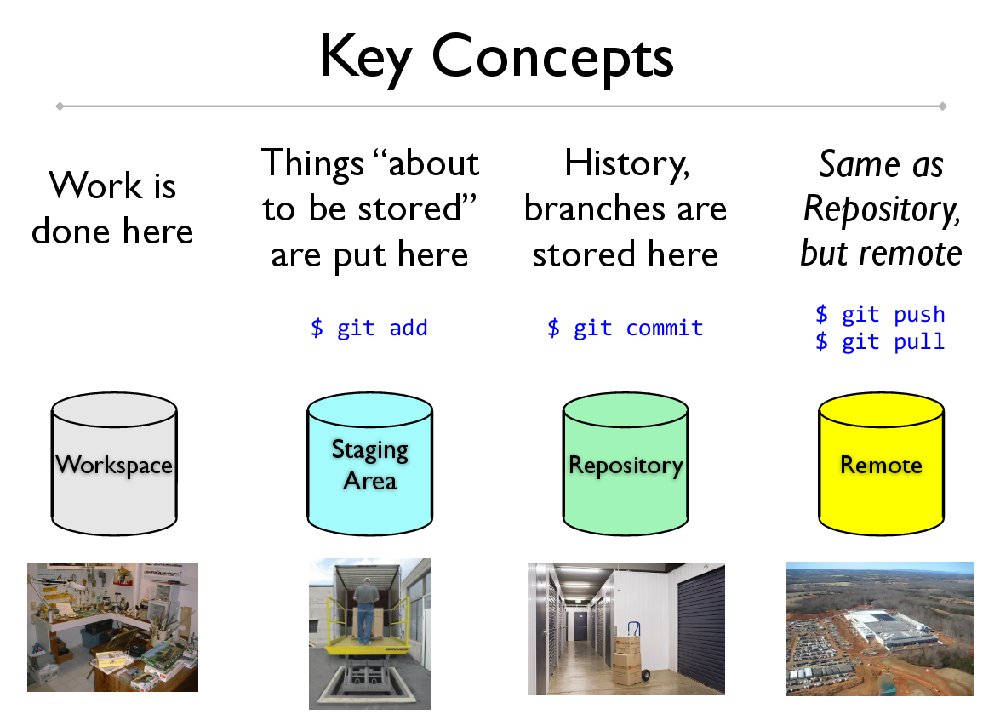 Key Concepts
Work is
done here
Things “about
to be stored”
are put here
History,
branches are
stored here
Same as
Repository,
but remote
$ git add
$ git commit
$ git push
$ git pull
Workspace
Staging
Area
Repository
Remote